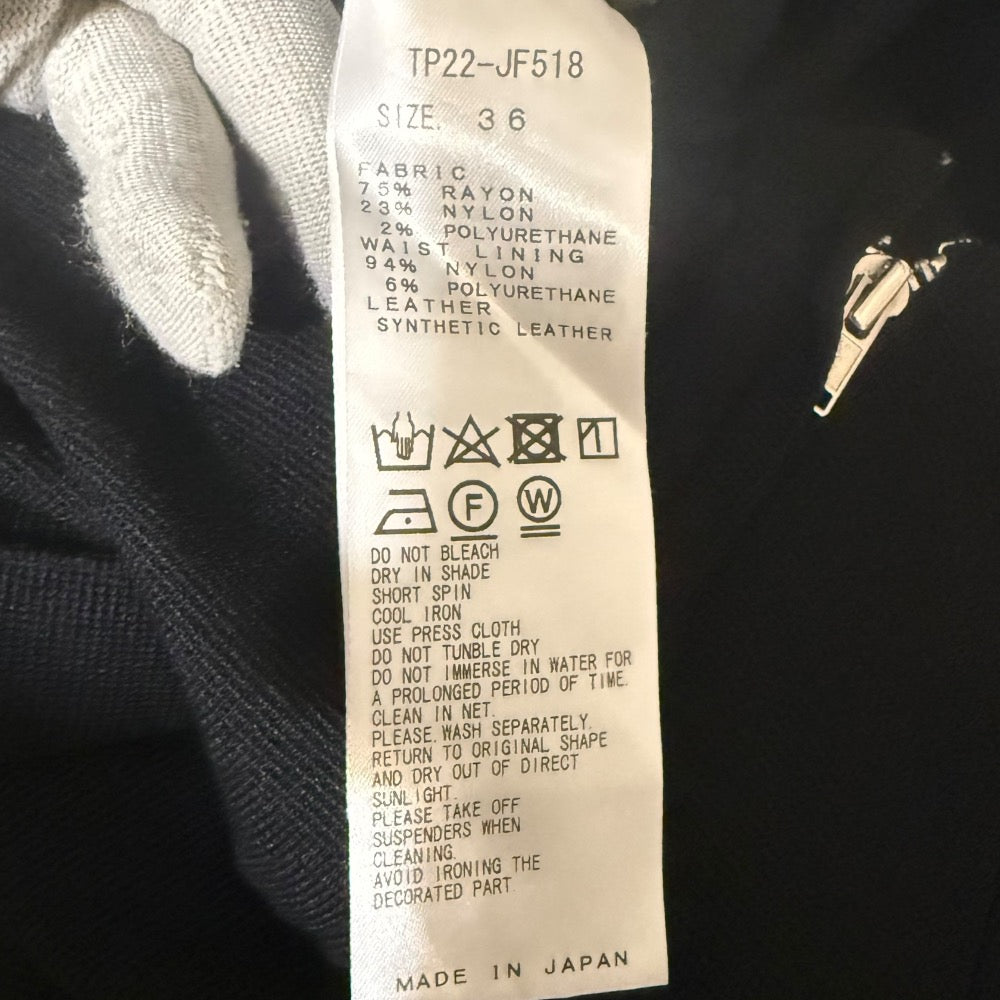 TP22-JF518
SIZE. 36
FABRIC
75% RAYON
23% NYLON
2% POLYURETHANE
WAIST LINING
94% NYLON
6% POLYURETHANE
LEATHER
SYNTHETIC LEATHER
F W
DO NOT BLEACH
DRY IN SHADE
SHORT SPIN
COOL IRON
USE PRESS CLOTH
DO NOT TUNBLE DRY
DO NOT IMMERSE IN WATER FOR
A PROLONGED PERIOD OF TIME.
CLEAN IN NET.
PLEASE.WASH SEPARATELY.
RETURN TO ORIGINAL SHAPE
AND DRY OUT OF DIRECT
SUNLIGHT.
PLEASE TAKE OFF
SUSPENDERS WHEN
CLEANING.
AVOID IRONING THE
DECORATED PART.
MADE IN JAPAN